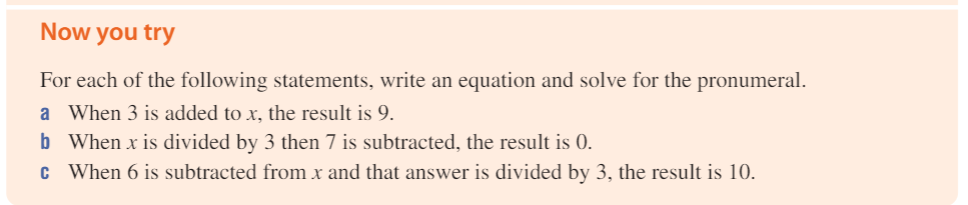 Now you try
For each of the following statements, write an equation and solve for the pronumeral.
a When 3 is added to x, the result is 9.
b When x is divided by 3 then 7 is subtracted, the result is 0.
c When 6 is subtracted from x and that answer is divided by 3, the result is 10.